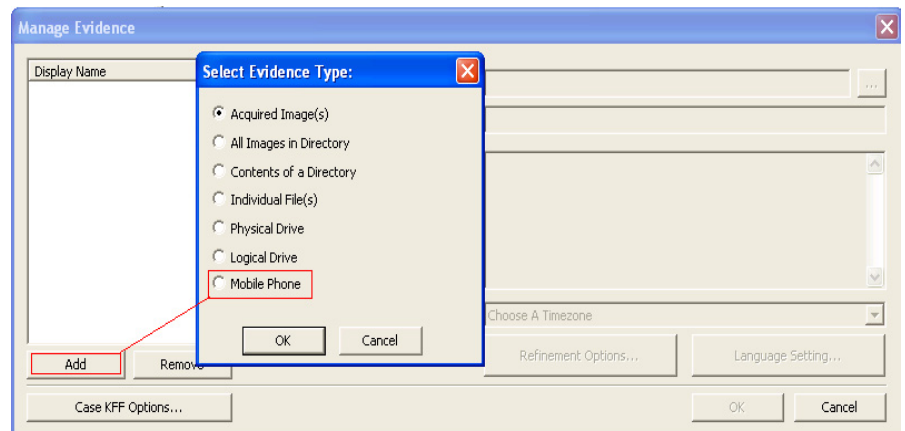 Manage Evidence
Display Name
Select Evidence Type:
...
Acquired Image(s)
All Images in Directory
Contents of a Directory
Individual File(s)
Physical Drive
Logical Drive
Mobile Phone
Choose A Timezone
OK Cancel
Refinement Options... Language Setting...
Add Remove
Case KFF Options... OK Cancel